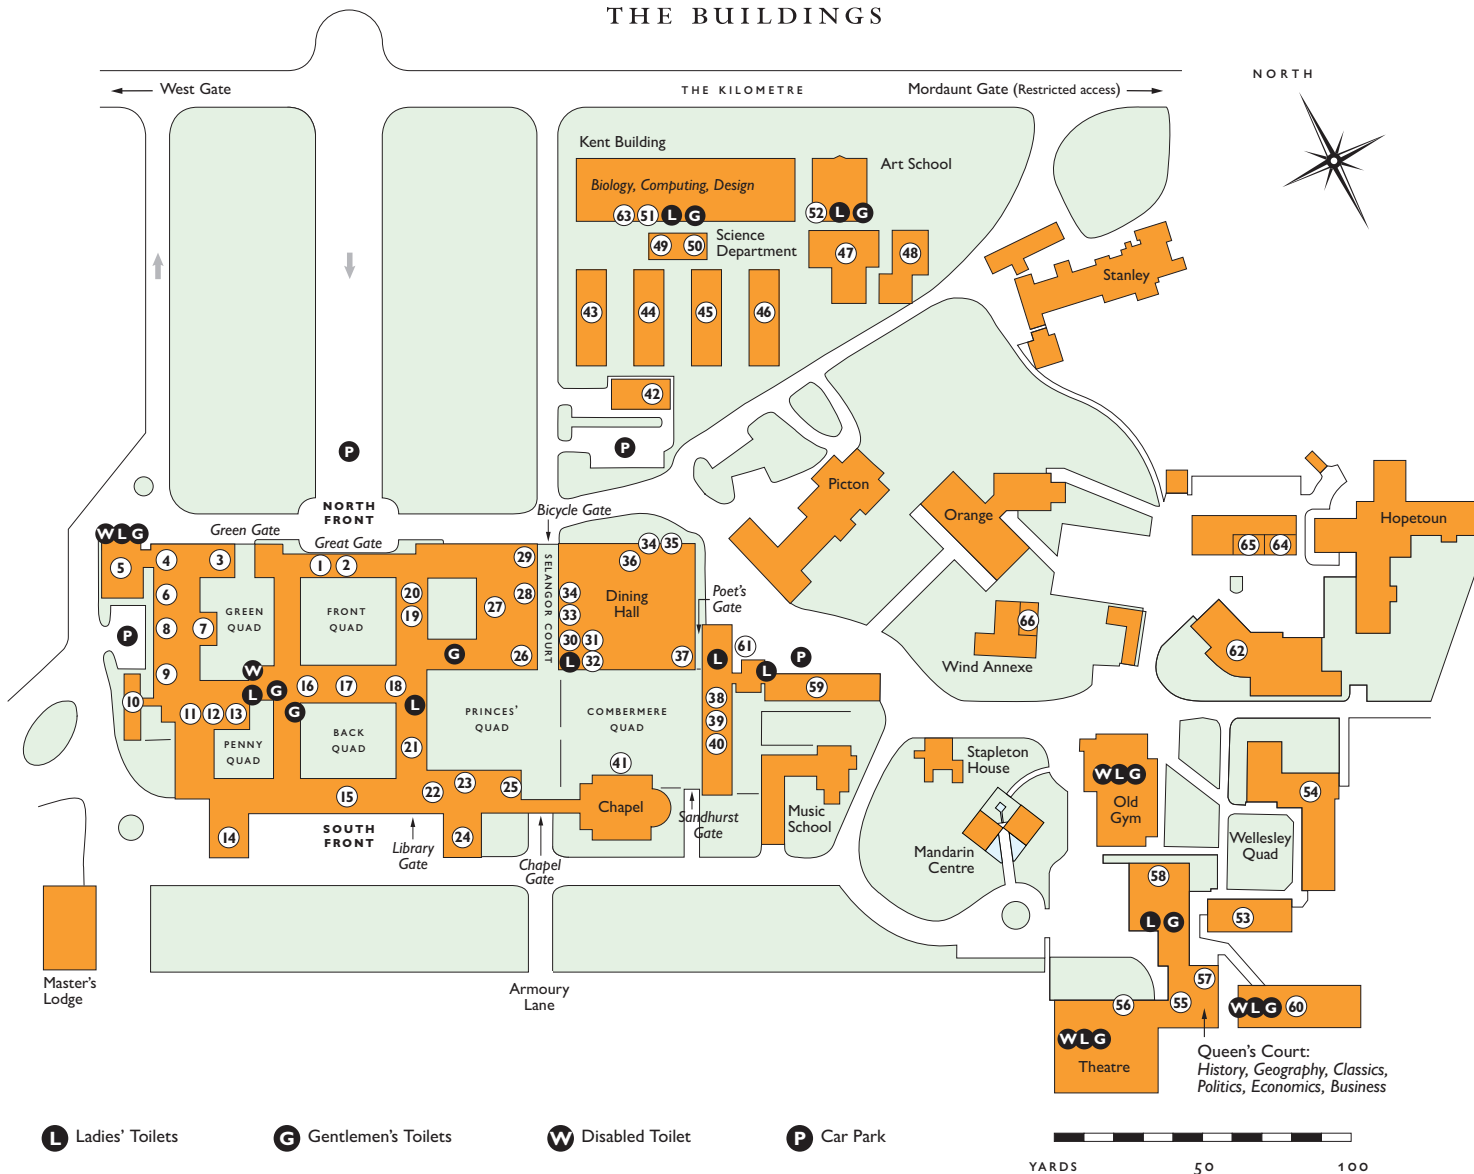 THE BUILDINGS
NORTH
West Gate
THE KILOMETRE
Mordaunt Gate (Restricted access)
Kent Building
Art School
Biology, Computing, Design
63 51 L G
52 L G
49 50
Science
Department
47
48
Stanley
43
44
45
46
42
P
P
Picton
Orange
Hopetoun
NORTH
FRONT
Bicycle Gate
Green Gate
Great Gate
W L G
5
4
3
1
2
29
34 35
36
65 64
SELANGOR COURT
6
20
19
27
28
34
33
Dining
Hall
Poet's
Gate
GREEN
QUAD
FRONT
QUAD
8
7
P
G
26
30 31
L 32
37
L
61
L
P
66
Wind Annexe
62
9
W
10
L G
16
17
18
L
38
59
11 12 13
G
39
40
PENNY
QUAD
BACK
QUAD
21
PRINCES'
QUAD
COMBERMERE
QUAD
41
Stapleton
House
W L G
Old
Gym
54
15
22
23
25
Chapel
Music
School
14
SOUTH
FRONT
24
Library
Gate
Chapel
Gate
Sandhurst
Gate
Mandarin
Centre
Wellesley
Quad
58
L G
53
Master's
Lodge
Armoury
Lane
57
56
55
W L G
60
W L G
Theatre
Queen's Court:
History, Geography, Classics,
Politics, Economics, Business
L Ladies' Toilets
G Gentlemen's Toilets
W Disabled Toilet
P Car Park
YARDS 50 100